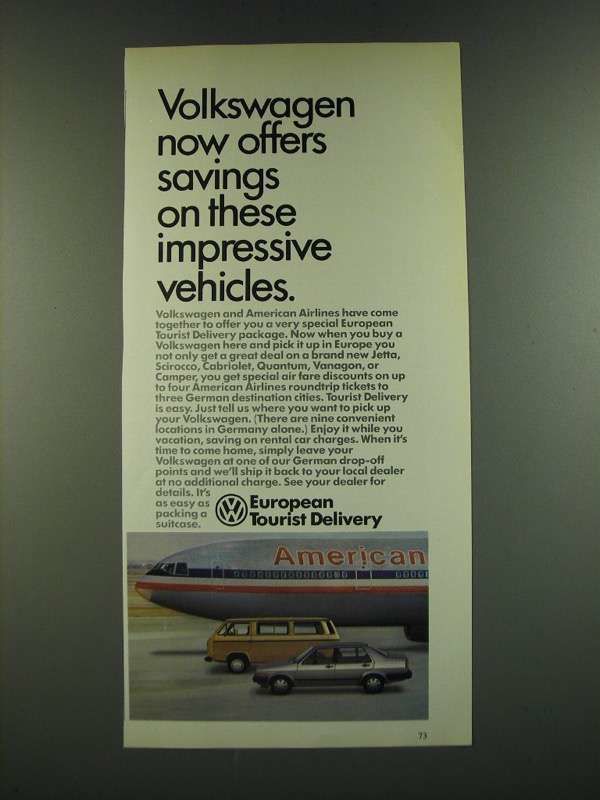 Volkswagen
now offers
savings
on these
impressive
vehicles.
Volkswagen and American Airlines have come
together to offer you a very special European
Tourist Delivery package. Now when you buy a
Volkswagen here and pick it up in Europe you
not only get a great deal on a brand new Jetta,
Scirocco, Cabriolet, Quantum, Vanagon, or
Camper, you get special air fare discounts on up
to four American Airlines roundtrip tickets to
three German destination cities. Tourist Delivery
is easy. Just tell us where you want to pick up
your Volkswagen. (There are nine convenient
locations in Germany alone.) Enjoy it while you
vacation, saving on rental car charges. When it's
time to come home, simply leave your
Volkswagen at one of our German drop-off
points and we'll ship it back to your local dealer
at no additional charge. See your dealer for
details. It's
as easy as
packing a
suitcase.
European
Tourist Delivery
American
73